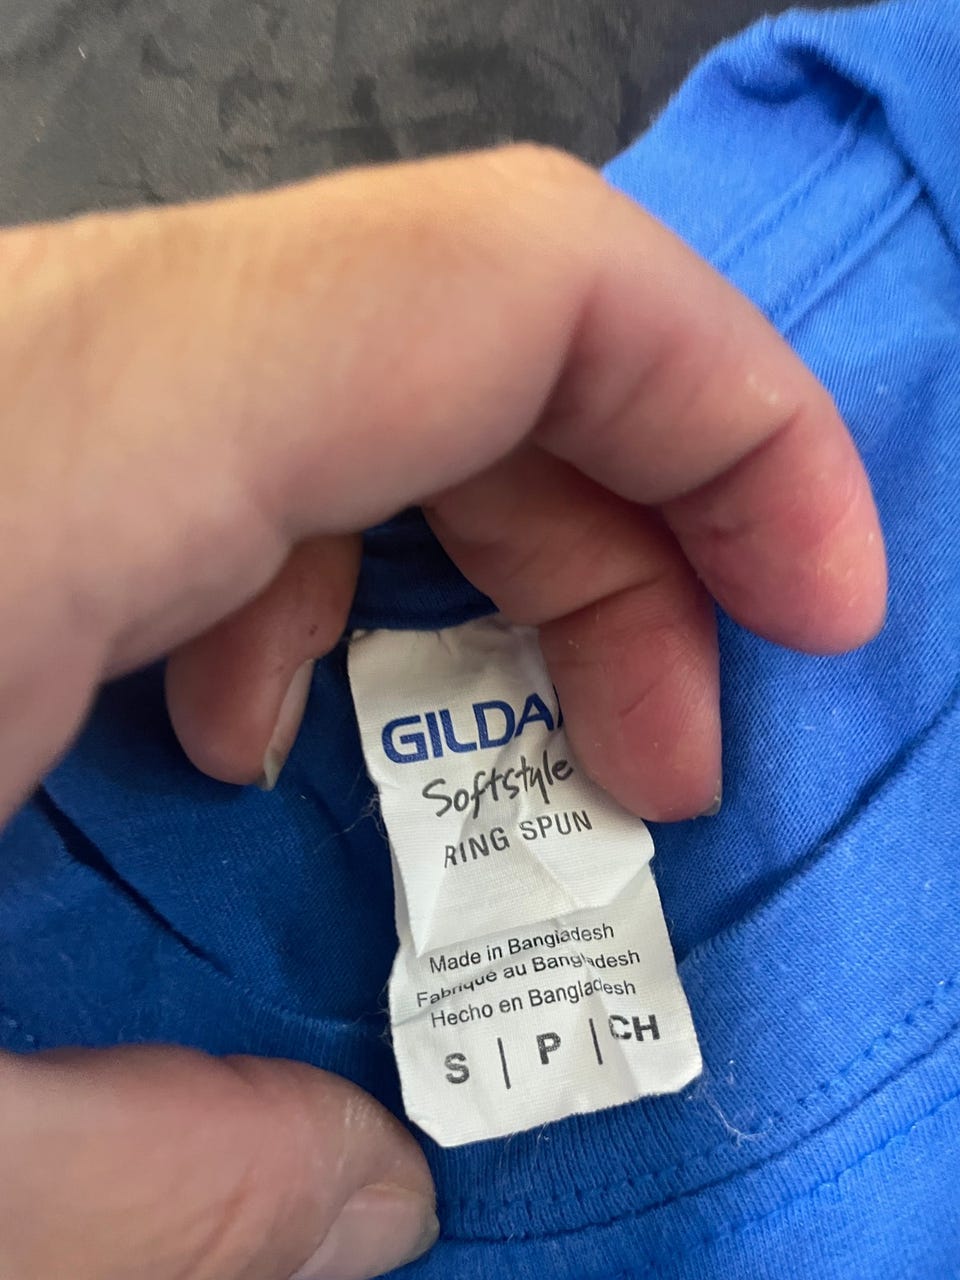 GILDA
Softstyle
RING SPUN
Made in Bangladesh
Fabriqué au Bangladesh
Hecho en Bangladesh
S | P | CH